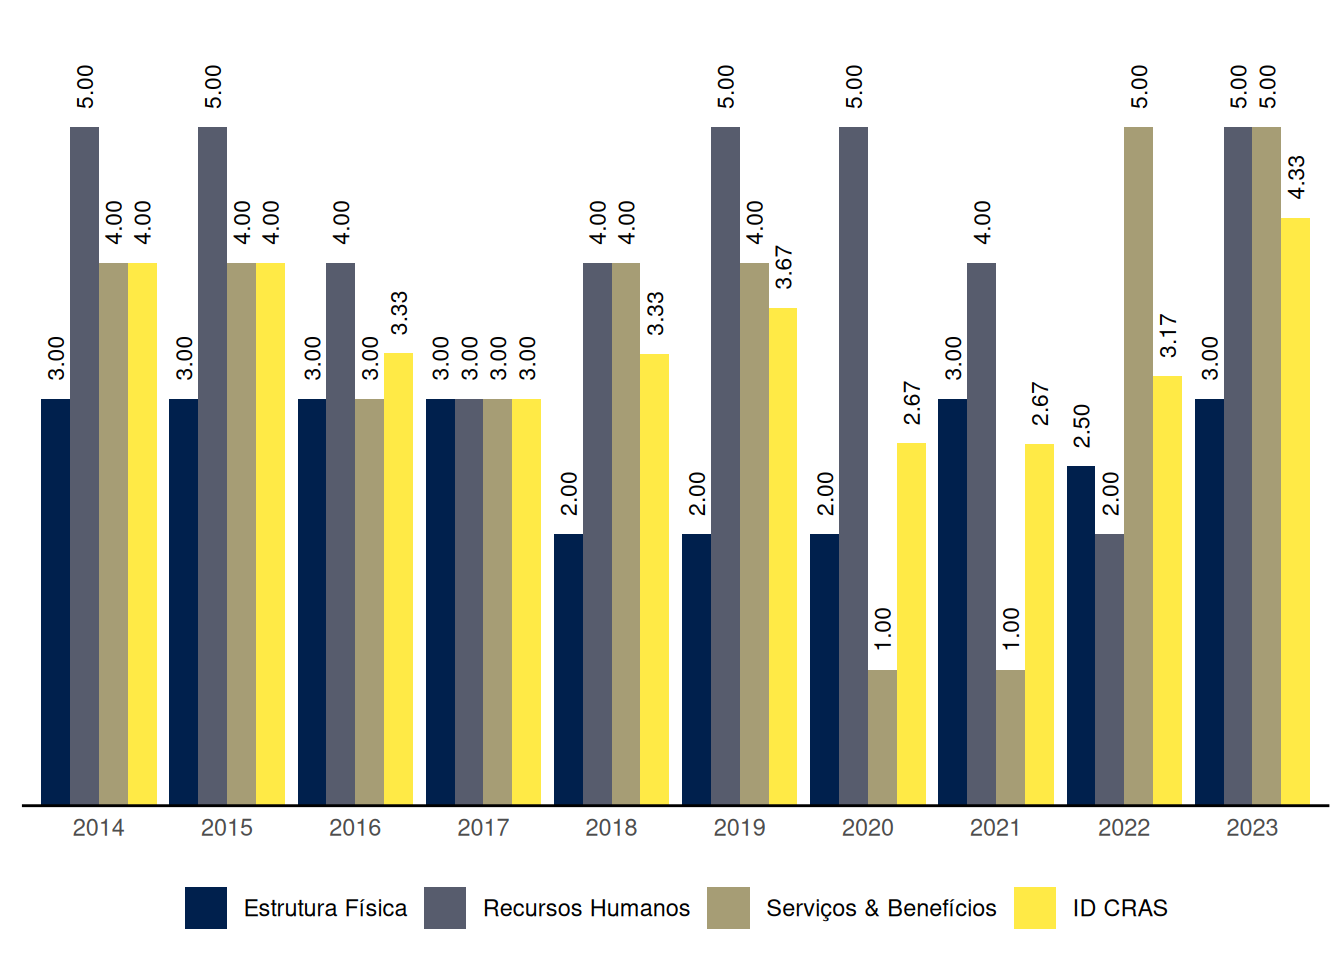 3.00 5.00 4.00 4.00
3.00 5.00 4.00 4.00
3.00 4.00 3.00 3.33
3.00 3.00 3.00 3.00
2.00 4.00 4.00 3.33
2.00 5.00 4.00 3.67
2.00 5.00 1.00 2.67
3.00 4.00 1.00 2.67
2.50 2.00 5.00 3.17
3.00 5.00 5.00 4.33
2014 2015 2016 2017 2018 2019 2020 2021 2022 2023
Estrutura Física Recursos Humanos Serviços & Benefícios ID CRAS